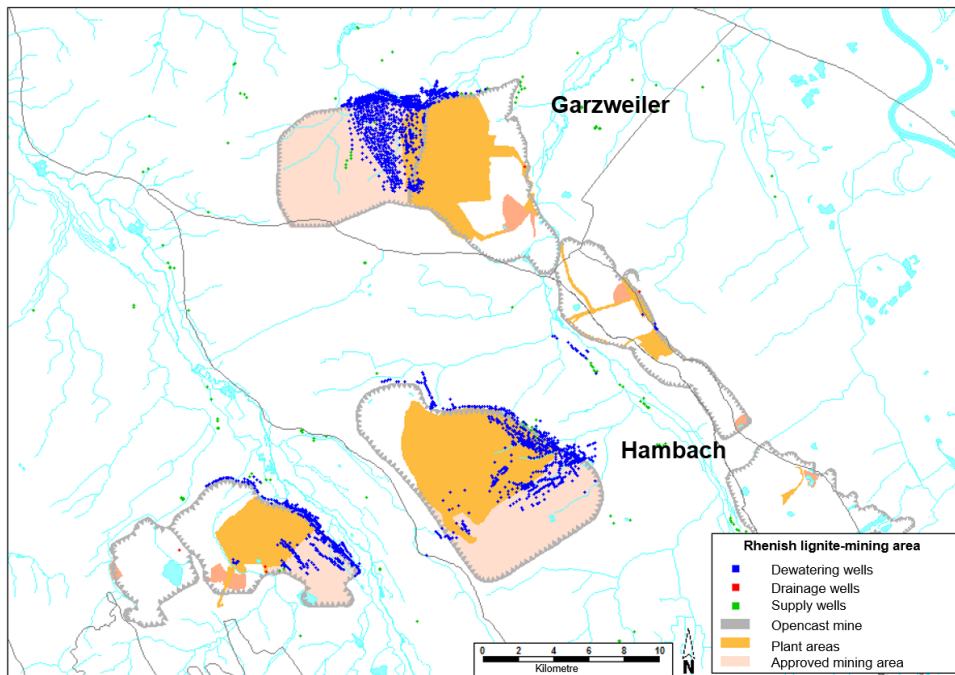 Garzweiler
Hambach
Rhenish lignite-mining area
Dewatering wells
Drainage wells
Supply wells
Opencast mine
Plant areas
Approved mining area
0 2 4 6 8 10
Kilometre
N